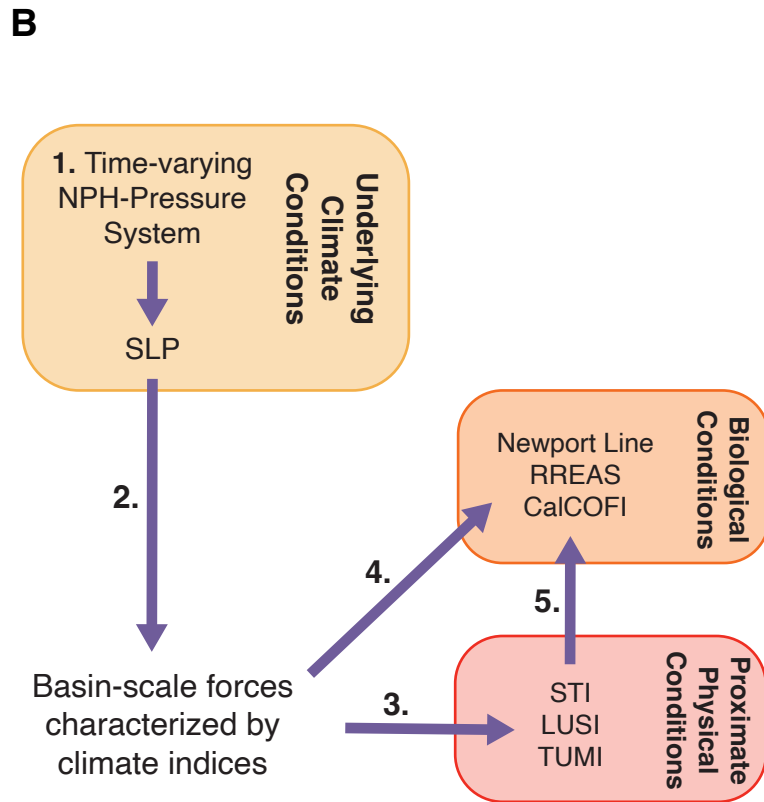 B
1. Time-varying
NPH-Pressure
System
SLP
Underlying
Climate
Conditions
2.
Newport Line
RREAS
CalCOFI
Biological
Conditions
4.
5.
Basin-scale forces
characterized by
climate indices
3.
STI
LUSI
TUMI
Proximate
Physical
Conditions